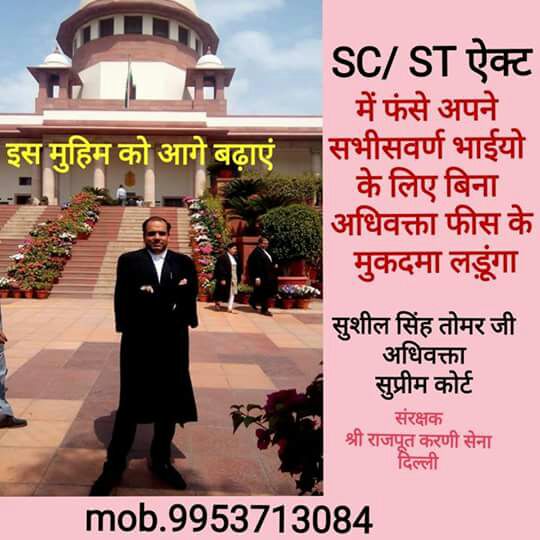 SC/ ST ऐक्ट
में फंसे अपने
सभीसवर्ण भाईयो
के लिए बिना
अधिवक्ता फीस के
मुकदमा लड़ूंगा
इस मुहिम को आगे बढ़ाएं
सुशील सिंह तोमर जी
अधिवक्ता
सुप्रीम कोर्ट
संरक्षक
श्री राजपूत करणी सेना
दिल्ली
mob.9953713084